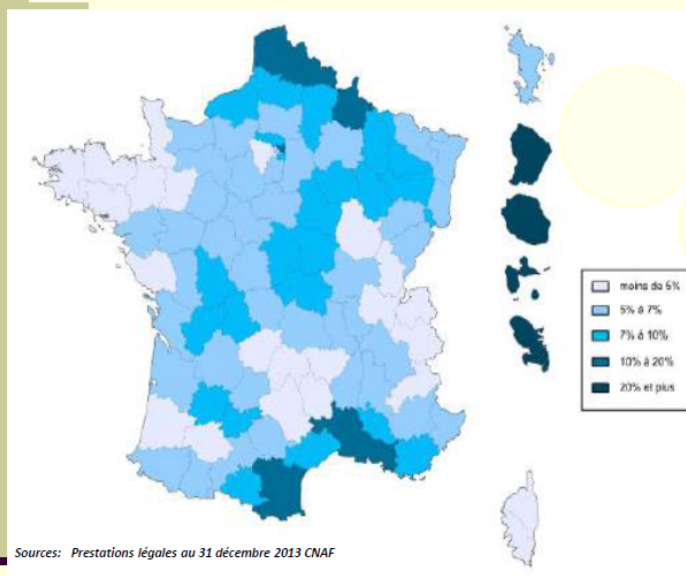 moins de 5%
5% à 7%
7% à 10%
10% à 20%
20% et plus
Sources: Prestations légales au 31 décembre 2013 CNAF